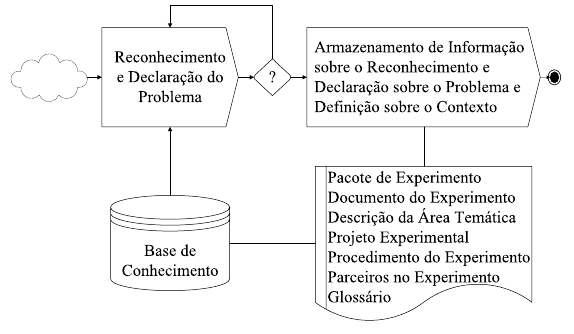 Reconhecimento
e Declaração do
Problema
?
Armazenamento de Informação
sobre o Reconhecimento e
Declaração sobre o Problema e
Definição sobre o Contexto
Base de
Conhecimento
Pacote de Experimento
Documento do Experimento
Descrição da Área Temática
Projeto Experimental
Procedimento do Experimento
Parceiros no Experimento
Glossário